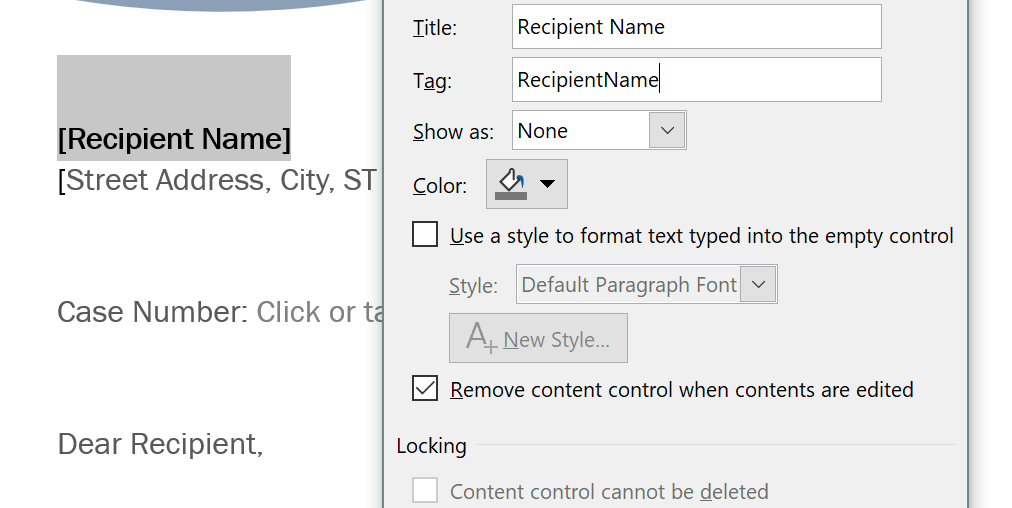 [Recipient Name]
[Street Address, City, ST
Case Number: Click or ta
Dear Recipient,
Title: Recipient Name
Tag: RecipientName
Show as: None
Color:
Use a style to format text typed into the empty control
Style: Default Paragraph Font
A+ New Style...
Remove content control when contents are edited
Locking
Content control cannot be deleted